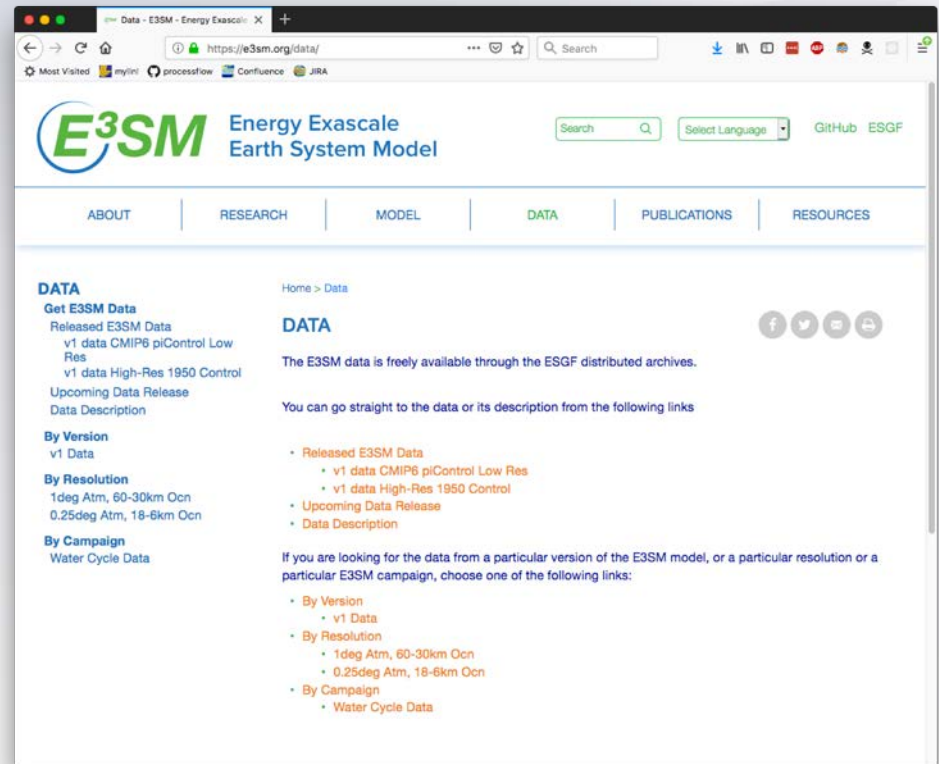 Data - E3SM - Energy Exascale
https://e3sm.org/data/
Search
Most Visited
processflow
Confluence
JIRA
E3SM
Energy Exascale
Earth System Model
Search
Select Language
GitHub ESGF
ABOUT
RESEARCH
MODEL
DATA
PUBLICATIONS
RESOURCES
DATA
Get E3SM Data
Released E3SM Data
v1 data CMIP6 piControl Low
Res
v1 data High-Res 1950 Control
Upcoming Data Release
Data Description
By Version
v1 Data
By Resolution
1deg Atm, 60-30km Ocn
0.25deg Atm, 18-6km Ocn
By Campaign
Water Cycle Data
Home > Data
DATA
The E3SM data is freely available through the ESGF distributed archives.
You can go straight to the data or its description from the following links
• Released E3SM Data
• v1 data CMIP6 piControl Low Res
• v1 data High-Res 1950 Control
• Upcoming Data Release
• Data Description
If you are looking for the data from a particular version of the E3SM model, or a particular resolution or a
particular E3SM campaign, choose one of the following links:
• By Version
• v1 Data
• By Resolution
• 1deg Atm, 60-30km Ocn
• 0.25deg Atm, 18-6km Ocn
• By Campaign
• Water Cycle Data